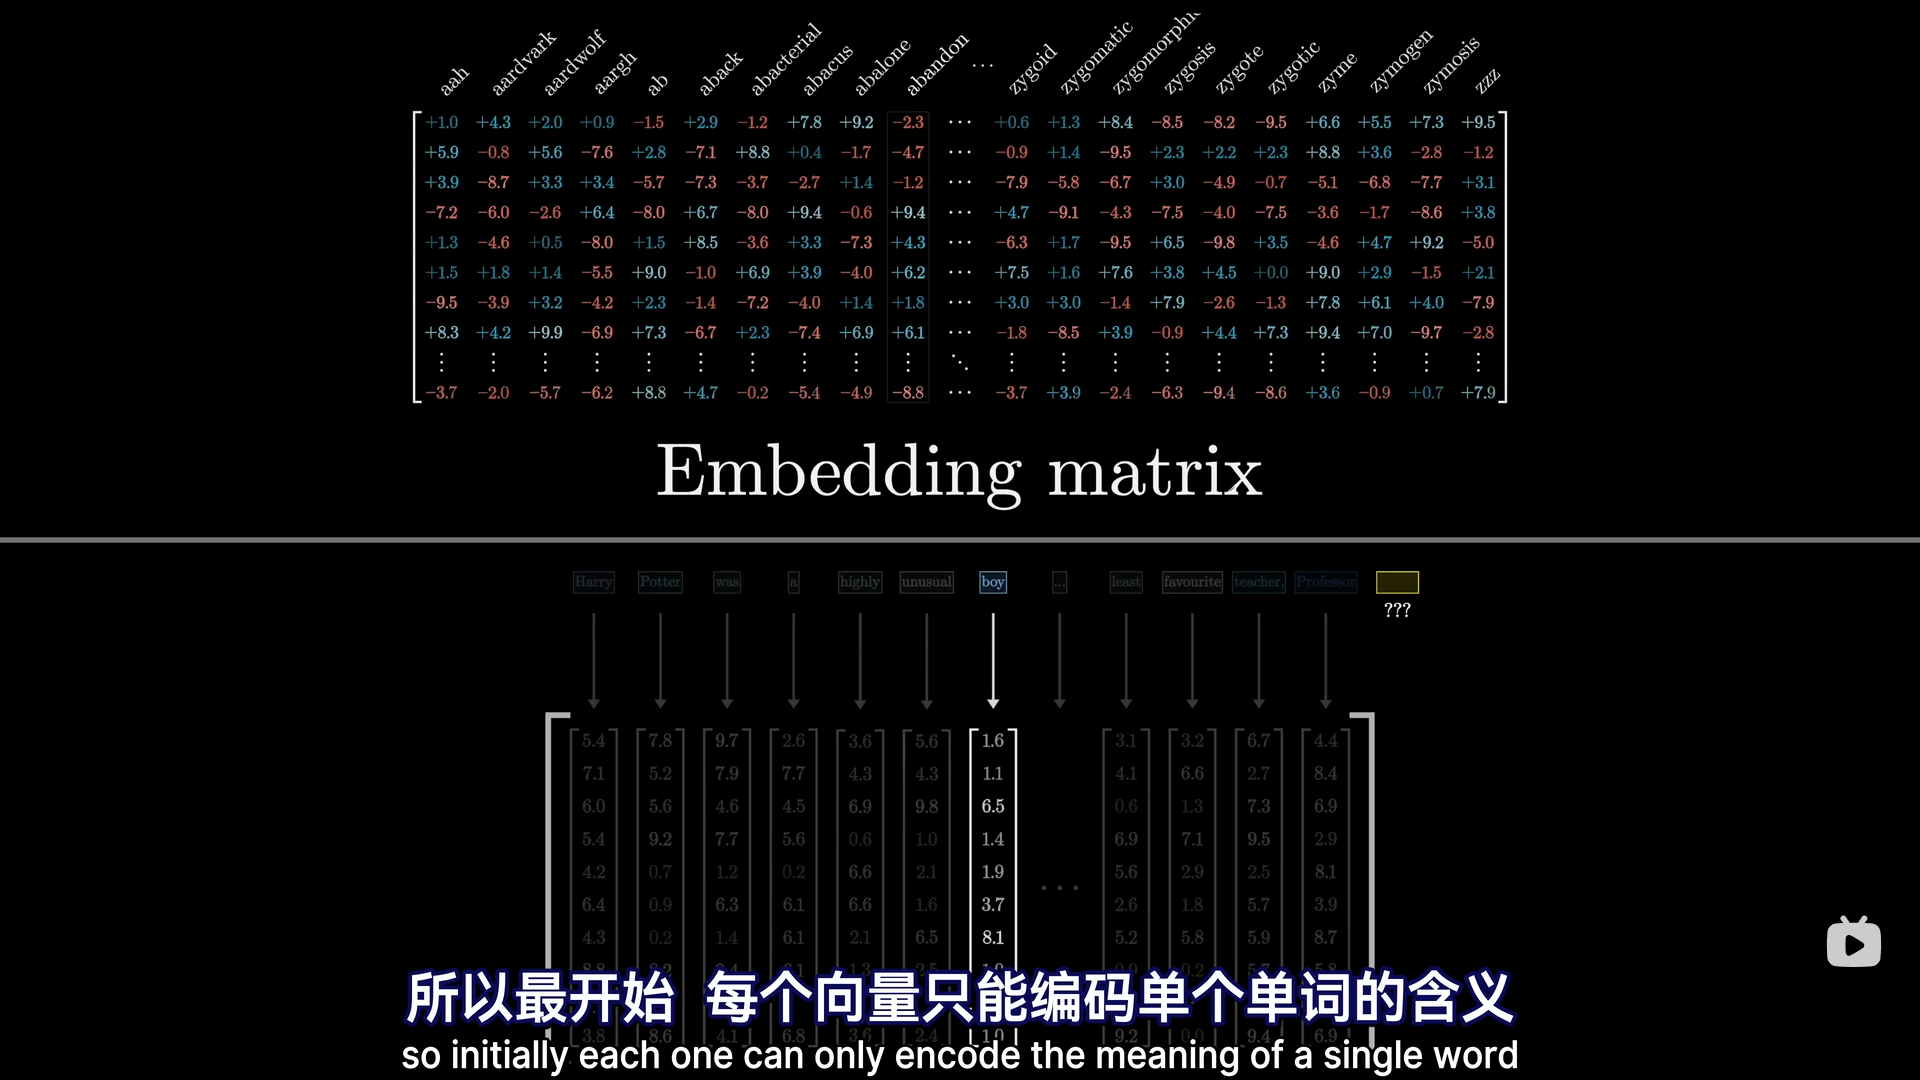 aah aardvark aardwolf aargh ab aback abacterial abacus abalone abandon ... zygoid zygomatic zygomorphic zygosis zygote zygotic zyme zymogen zymosis zzz
+1.0 +4.3 +2.0 +0.9 −1.5 +2.9 −1.2 +7.8 +9.2 −2.3 ... +0.6 +1.3 +8.4 −8.5 −8.2 −9.5 +6.6 +5.5 +7.3 +9.5
+5.9 −0.8 +5.6 −7.6 +2.8 −7.1 +8.8 +0.4 −1.7 −4.7 ... −0.9 +1.4 −9.5 +2.3 +2.2 +2.3 +8.8 +3.6 −2.8 −1.2
+3.9 −8.7 +3.3 +3.4 −5.7 −7.3 −3.7 −2.7 +1.4 −1.2 ... −7.9 −5.8 −6.7 +3.0 −4.9 −0.7 −5.1 −6.8 −7.7 +3.1
−7.2 −6.0 −2.6 +6.4 −8.0 +6.7 −8.0 +9.4 −0.6 +9.4 ... +4.7 −9.1 −4.3 −7.5 −4.0 −7.5 −3.6 −1.7 −8.6 +3.8
+1.3 −4.6 +0.5 −8.0 +1.5 +8.5 −3.6 +3.3 −7.3 +4.3 ... −6.3 +1.7 −9.5 +6.5 −9.8 +3.5 −4.6 +4.7 +9.2 −5.0
+1.5 +1.8 +1.4 −5.5 +9.0 −1.0 +6.9 +3.9 −4.0 +6.2 ... +7.5 +1.6 +7.6 +3.8 +4.5 +0.0 +9.0 +2.9 −1.5 +2.1
−9.5 −3.9 +3.2 −4.2 +2.3 −1.4 −7.2 −4.0 +1.4 +1.8 ... +3.0 +3.0 −1.4 +7.9 −2.6 −1.3 +7.8 +6.1 +4.0 −7.9
+8.3 +4.2 +9.9 −6.9 +7.3 −6.7 +2.3 −7.4 +6.9 +6.1 ... −1.8 −8.5 +3.9 −0.9 +4.4 +7.3 +9.4 +7.0 −9.7 −2.8
−3.7 −2.0 −5.7 −6.2 +8.8 +4.7 −0.2 −5.4 −4.9 −8.8 ... −3.7 +3.9 −2.4 −6.3 −9.4 −8.6 +3.6 −0.9 +0.7 +7.9
Embedding matrix
Harry Potter was a highly unusual boy ... least favourite teacher, Professor
???
5.4 7.8 9.7 2.6 3.6 5.6 1.6 3.1 3.2 6.7 4.4
7.1 5.2 7.9 7.7 4.3 4.3 1.1 4.1 6.6 2.7 8.4
6.0 5.6 4.6 4.5 6.9 9.8 6.5 0.6 1.3 7.3 6.9
5.4 9.2 7.7 5.6 0.6 1.0 1.4 6.9 7.1 9.5 2.9
4.2 0.7 1.2 0.2 6.6 2.1 1.9 ... 5.6 2.9 2.5 8.1
6.4 0.9 6.3 6.1 6.6 1.6 3.7 2.6 1.8 5.7 3.9
4.3 0.2 1.4 6.1 2.1 6.5 8.1 5.2 5.8 5.9 8.7
所以最开始 每个向量只能编码单个单词的含义
3.8 8.6 4.1 6.8 3.6 2.4 1.0 9.2 0.0 9.4 6.9
so initially each one can only encode the meaning of a single word